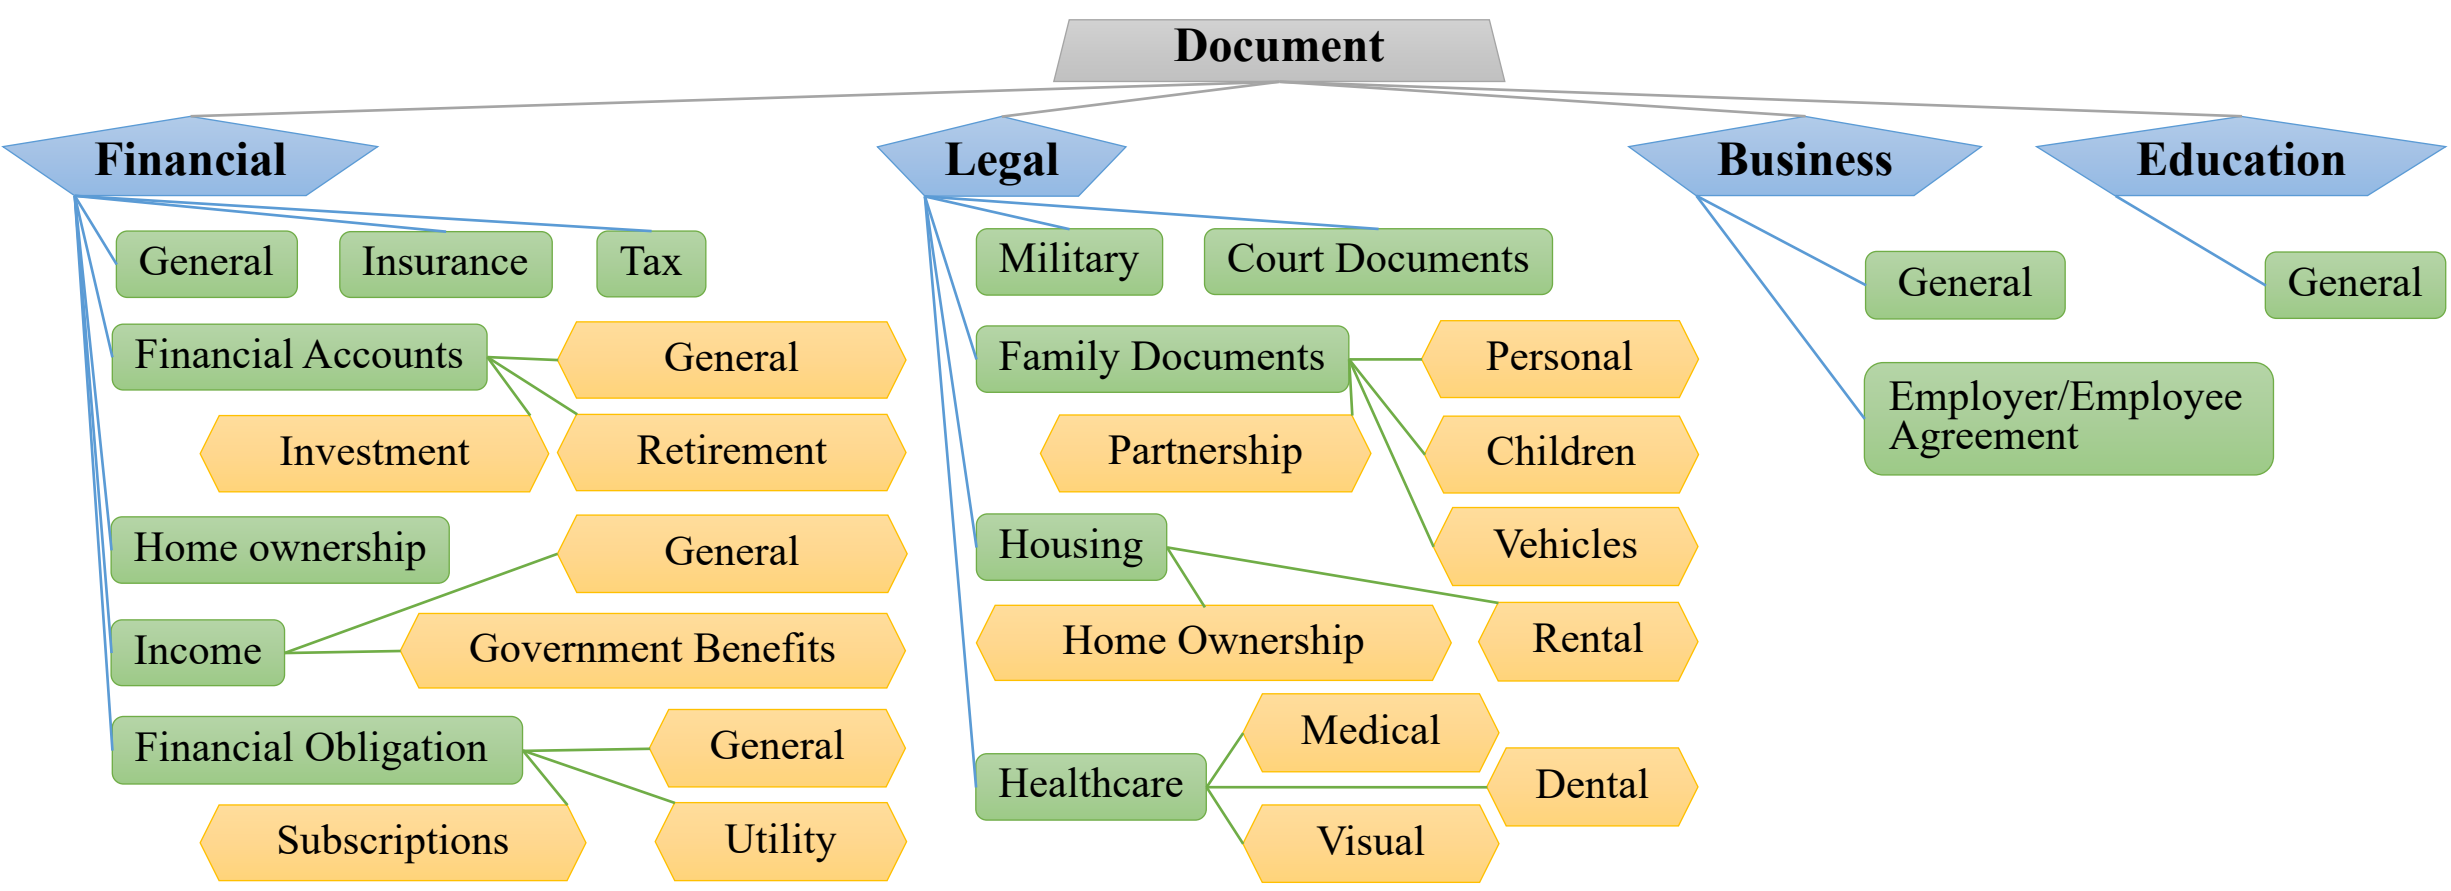 Document
Financial
Legal
Business
Education
General
Insurance
Tax
Financial Accounts
General
Investment
Retirement
Home ownership
General
Income
Government Benefits
Financial Obligation
General
Subscriptions
Utility
Military
Court Documents
Family Documents
Personal
Partnership
Children
Vehicles
Housing
Home Ownership
Rental
Medical
Healthcare
Dental
Visual
General
Employer/Employee
Agreement
General